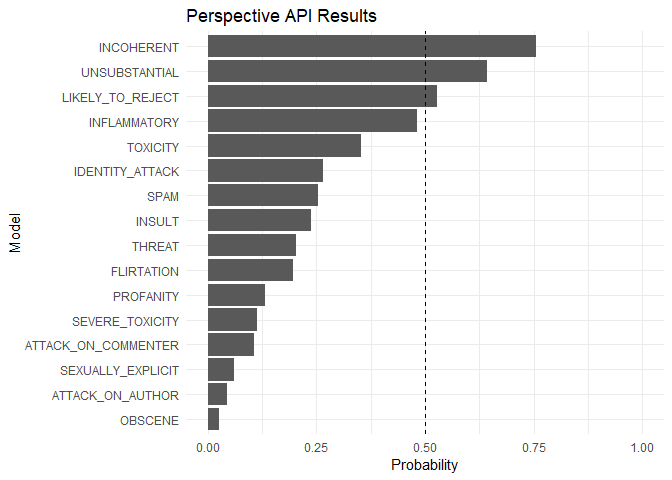 Perspective API Results
INCOHERENT
UNSUBSTANTIAL
LIKELY_TO_REJECT
INFLAMMATORY
TOXICITY
IDENTITY_ATTACK
SPAM
INSULT
THREAT
FLIRTATION
PROFANITY
SEVERE_TOXICITY
ATTACK_ON_COMMENTER
SEXUALLY_EXPLICIT
ATTACK_ON_AUTHOR
OBSCENE
Model
0.00 0.25 0.50 0.75 1.00
Probability